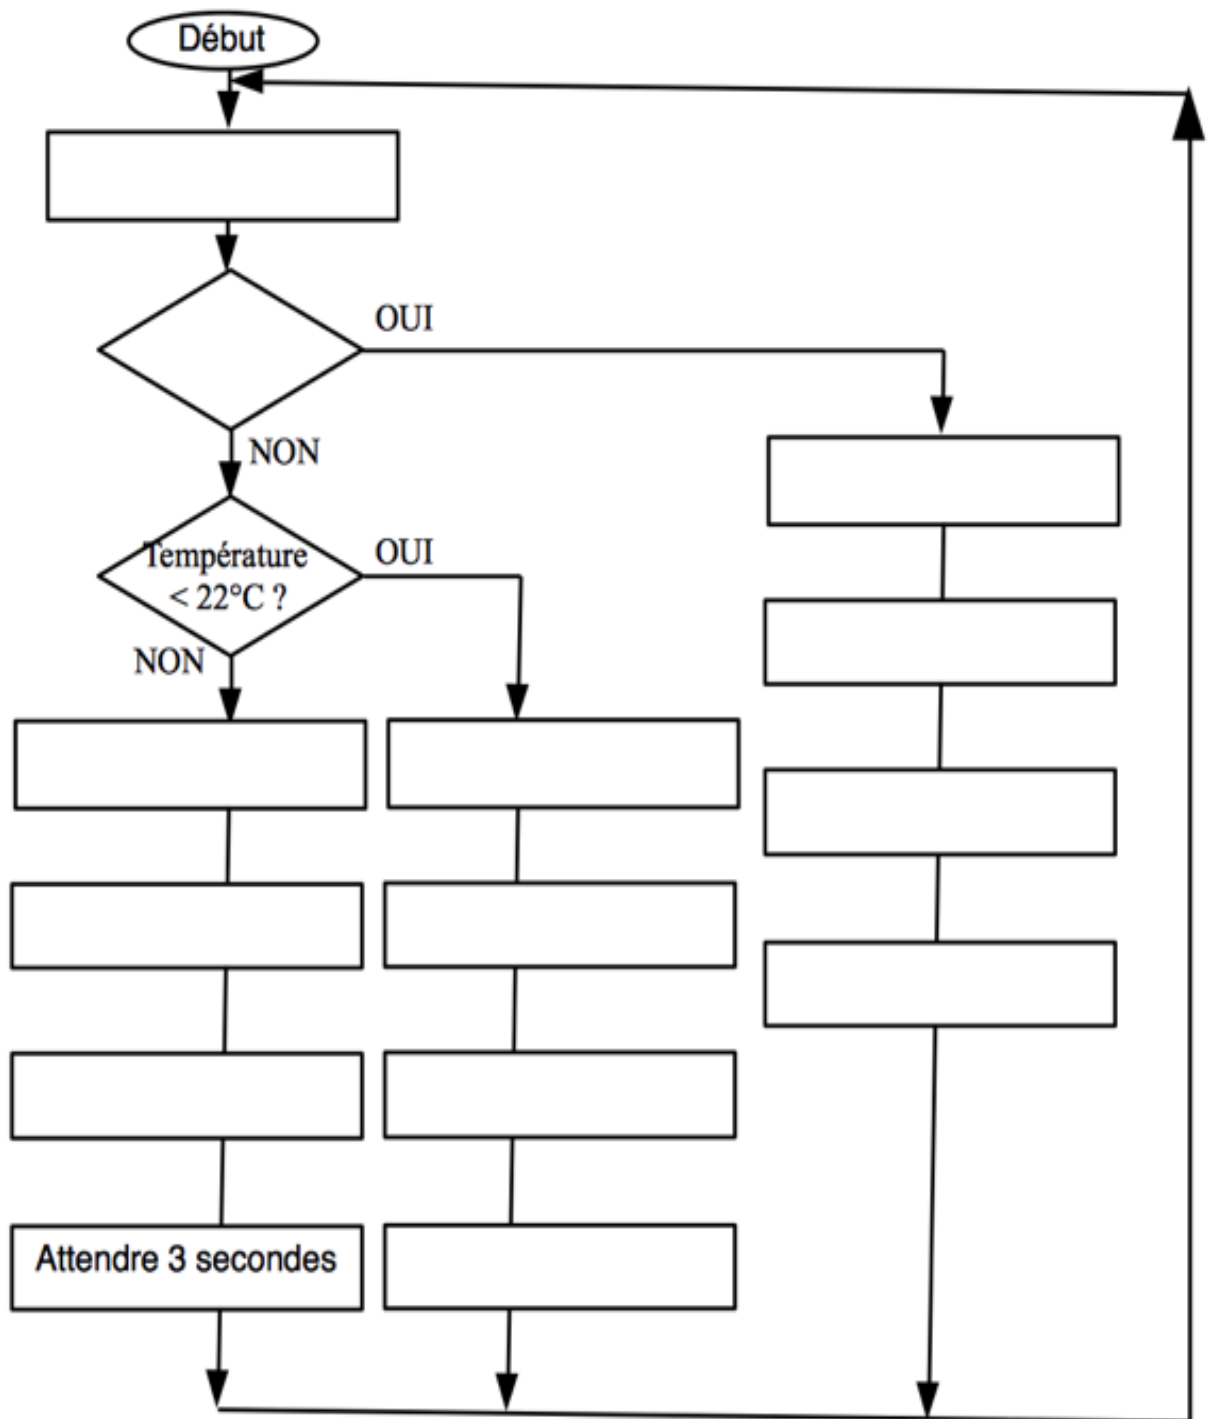 Début
OUI
NON
Température
< 22°C ?
OUI
NON
Attendre 3 secondes